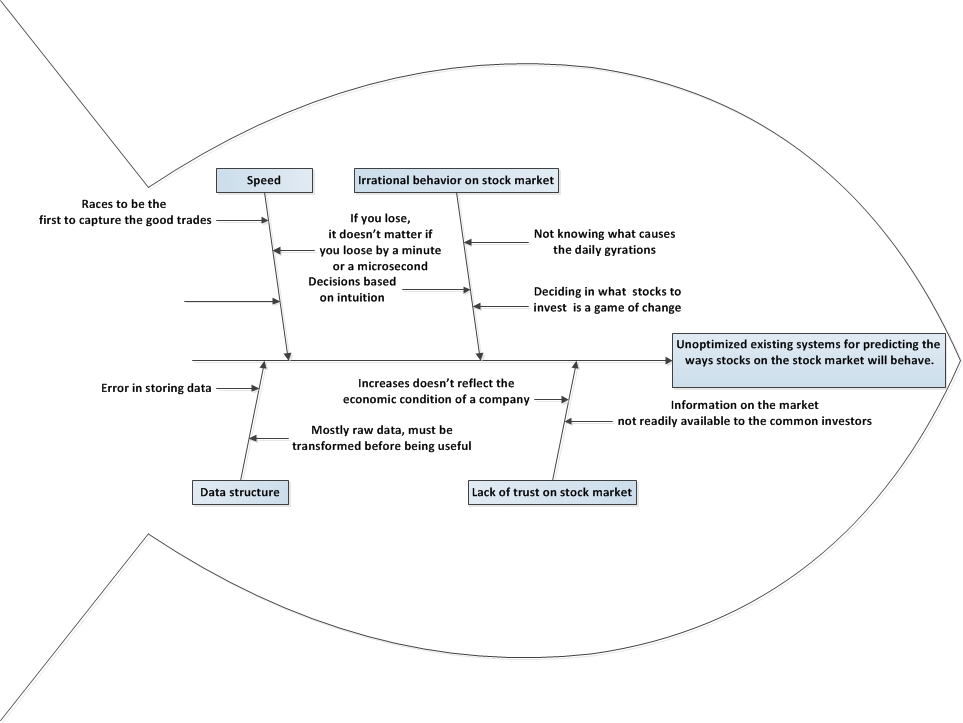 Speed
Irrational behavior on stock market
Races to be the
first to capture the good trades
If you lose,
it doesn't matter if
you loose by a minute
or a microsecond
Not knowing what causes
the daily gyrations
Decisions based
on intuition
Deciding in what stocks to
invest is a game of change
Unoptimized existing systems for predicting the
ways stocks on the stock market will behave.
Error in storing data
Increases doesn't reflect the
economic condition of a company
Information on the market
not readily available to the common investors
Mostly raw data, must be
transformed before being useful
Data structure
Lack of trust on stock market